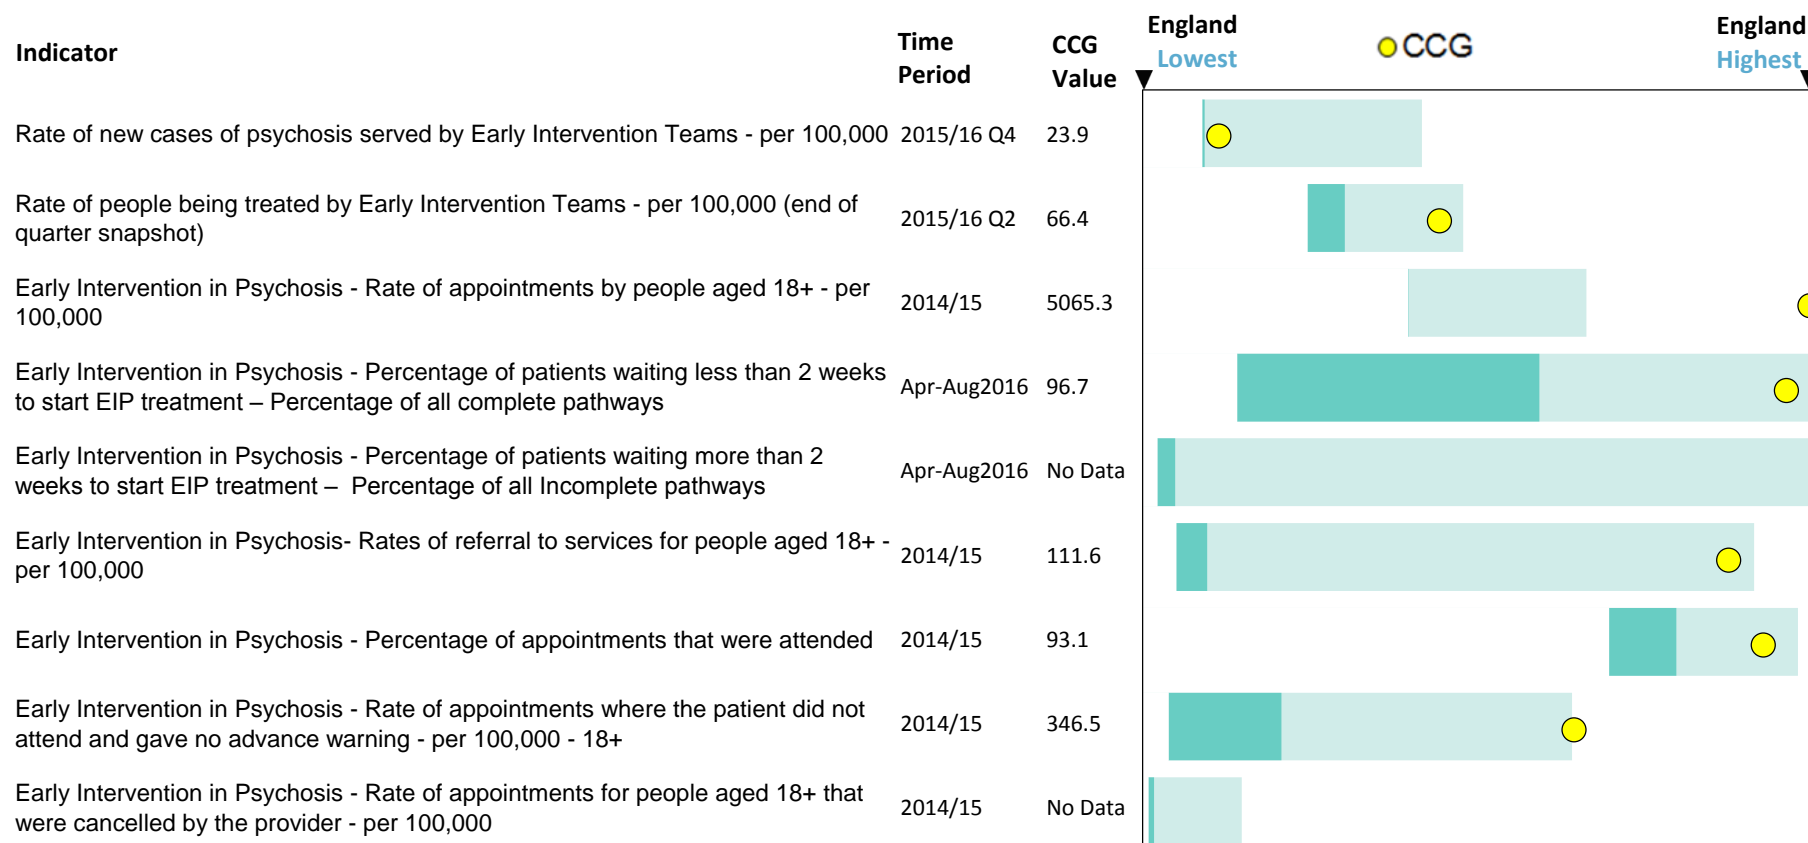 Indicator
Time
Period
CCG
Value
England
Lowest
CCG
England
Highest
Rate of new cases of psychosis served by Early Intervention Teams - per 100,000 2015/16 Q4 23.9
Rate of people being treated by Early Intervention Teams - per 100,000 (end of
quarter snapshot)
2015/16 Q2 66.4
Early Intervention in Psychosis - Rate of appointments by people aged 18+ - per
100,000
2014/15 5065.3
Early Intervention in Psychosis - Percentage of patients waiting less than 2 weeks
to start EIP treatment – Percentage of all complete pathways
Apr-Aug2016 96.7
Early Intervention in Psychosis - Percentage of patients waiting more than 2
weeks to start EIP treatment –  Percentage of all Incomplete pathways
Apr-Aug2016 No Data
Early Intervention in Psychosis- Rates of referral to services for people aged 18+ -
per 100,000
2014/15 111.6
Early Intervention in Psychosis - Percentage of appointments that were attended 2014/15 93.1
Early Intervention in Psychosis - Rate of appointments where the patient did not
attend and gave no advance warning - per 100,000 - 18+
2014/15 346.5
Early Intervention in Psychosis - Rate of appointments for people aged 18+ that
were cancelled by the provider - per 100,000
2014/15 No Data